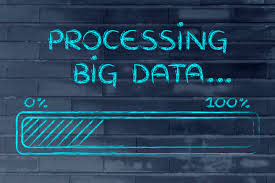 PROCESSING
BIG DATA...
0% 100%